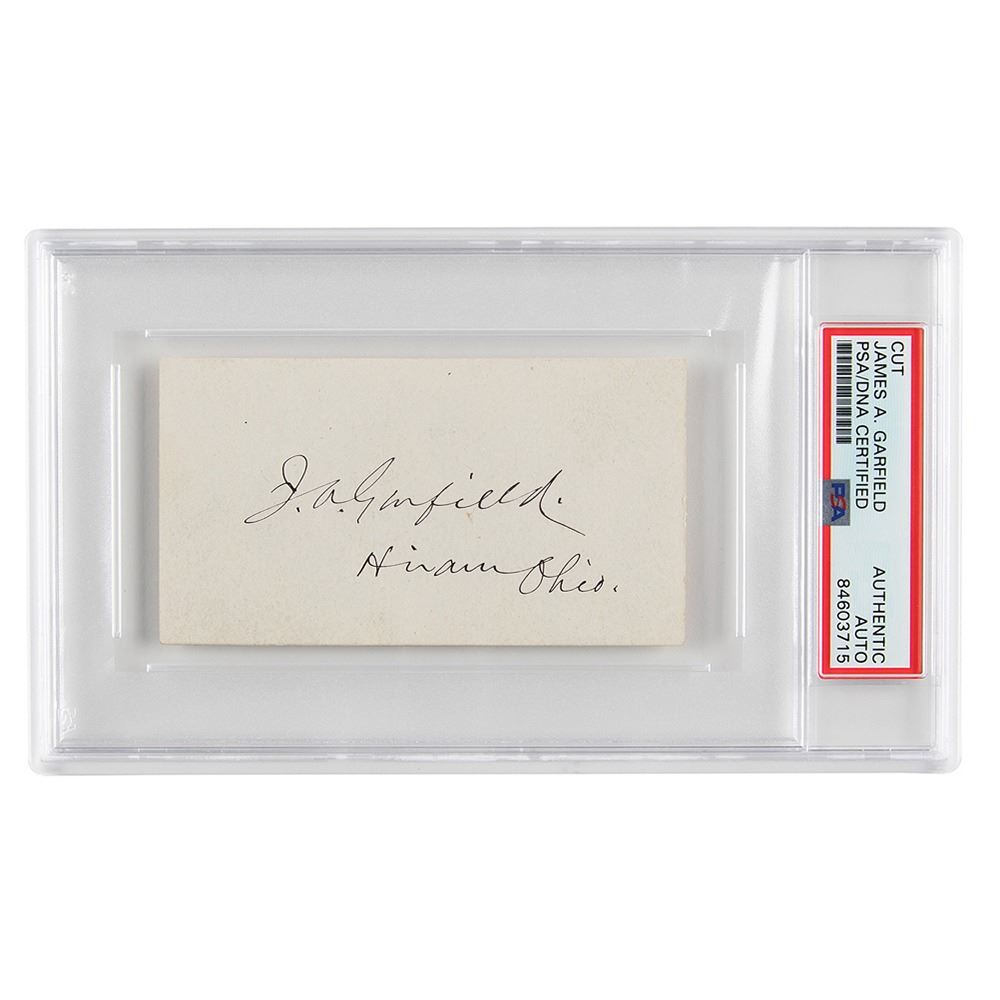 J. A. Garfield.
Hiram Ohio.
CUT
JAMES A. GARFIELD
PSA/DNA CERTIFIED
PSA
AUTHENTIC
AUTO
84603715